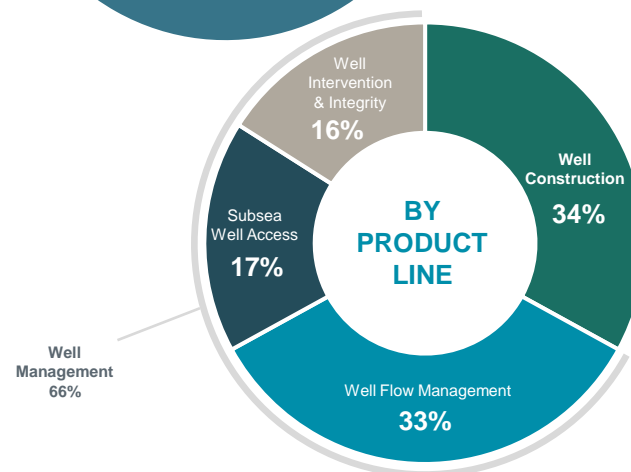 Well
Intervention
& Integrity
16%
Well
Construction
34%
BY
PRODUCT
LINE
Subsea
Well Access
17%
Well
Management
66%
Well Flow Management
33%